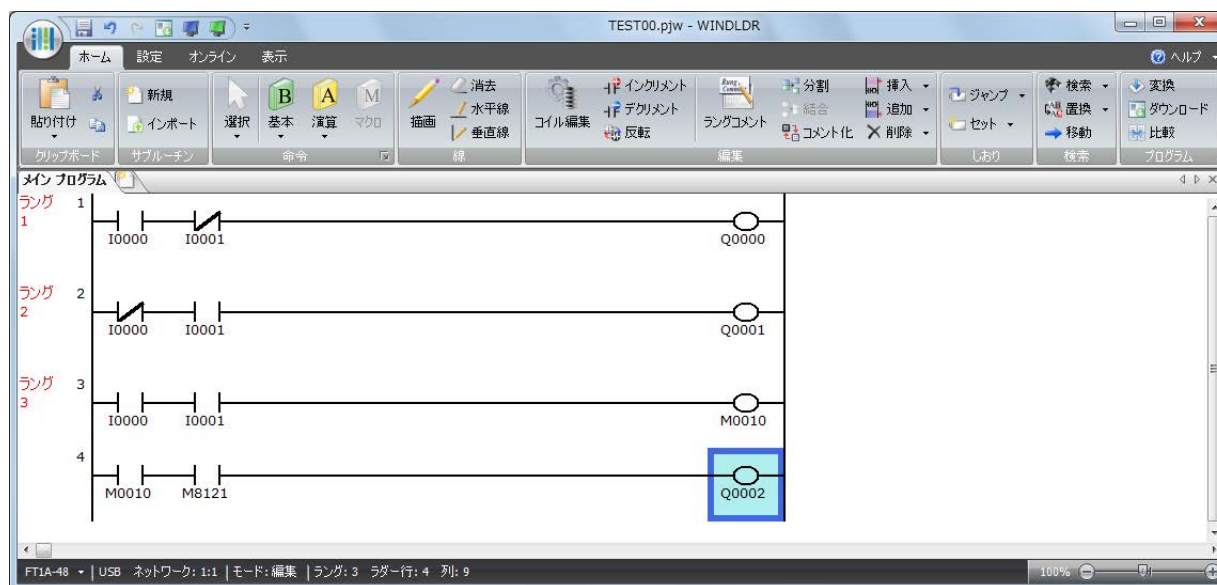 TEST00.pjw - WINDLDR
ホーム 設定 オンライン 表示 ヘルプ
貼り付け
クリップボード
新規
インポート
サブルーチン
選択 基本 演算 マクロ
B A M
命令
描画
消去
水平線
垂直線
線
コイル編集
インクリメント
デクリメント
反転
Rung Comment
ラングコメント
分割
結合
コメント化
挿入
追加
削除
編集
ジャンプ
セット
しおり
検索
置換
移動
検索
変換
ダウンロード
比較
プログラム
メイン プログラム
ラング 1
1
I0000 I0001 Q0000
ラング 2
2
I0000 I0001 Q0001
ラング 3
3
I0000 I0001 M0010
4
M0010 M8121 Q0002
FT1A-48 | USB ネットワーク: 1:1 | モード: 編集 | ラング: 3 ラダー行: 4 列: 9 100%